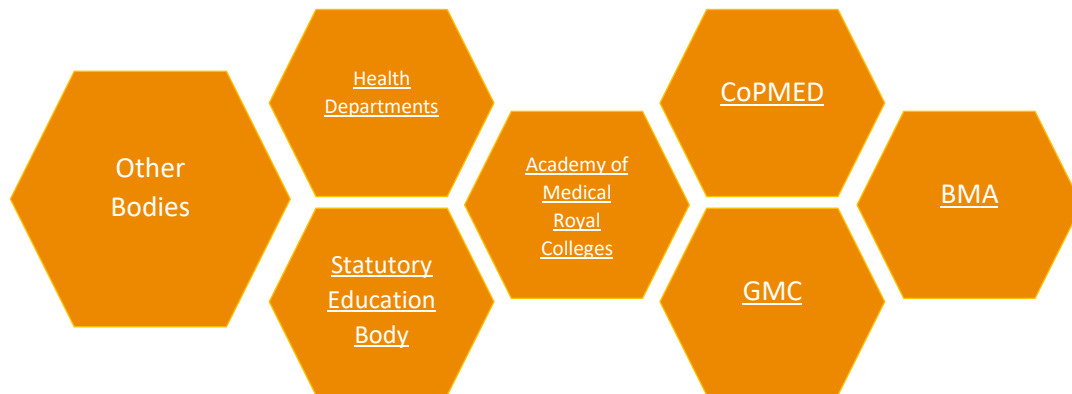 Other
Bodies
Health
Departments
Statutory
Education
Body
Academy of
Medical
Royal
Colleges
CoPMED
GMC
BMA